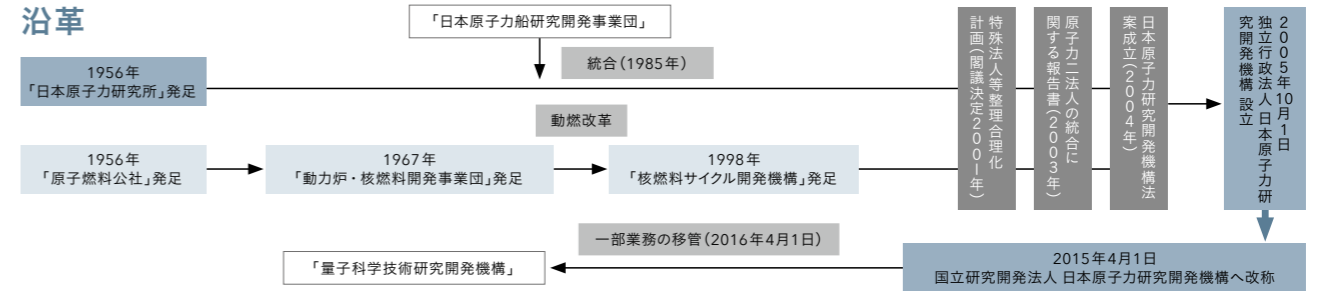 沿革
「日本原子力船研究開発事業団」
統合（1985年）
1956年
「日本原子力研究所」発足
動燃改革
1956年
「原子燃料公社」発足
1967年
「動力炉・核燃料開発事業団」発足
1998年
「核燃料サイクル開発機構」発足
特殊法人等整理合理化
計画（閣議決定2001年）
原子力二法人の統合に
関する報告書（2003年）
日本原子力研究開発機構法
案成立（2004年）
2005年10月1日
独立行政法人 日本原子力研
究開発機構 設立
一部業務の移管（2016年4月1日）
「量子科学技術研究開発機構」
2015年4月1日
国立研究開発法人 日本原子力研究開発機構へ改称